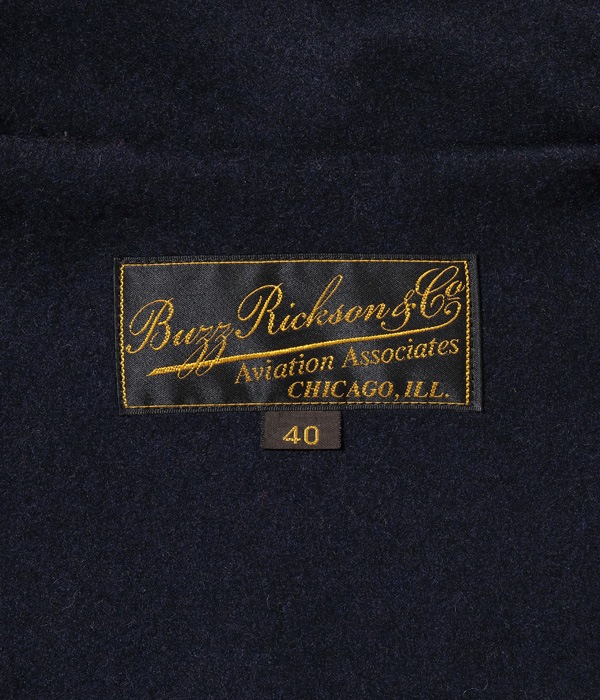 Buzz Rickson & Co
Aviation Associates
CHICAGO, ILL.
40